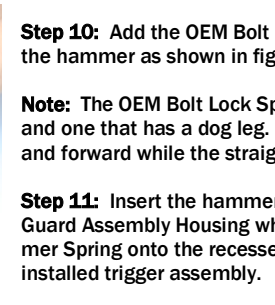 Step 10: Add the OEM Bolt
the hammer as shown in fig
Note: The OEM Bolt Lock Sp
and one that has a dog leg.
and forward while the straig
Step 11: Insert the hammer
Guard Assembly Housing wh
mer Spring onto the recesse
installed trigger assembly.